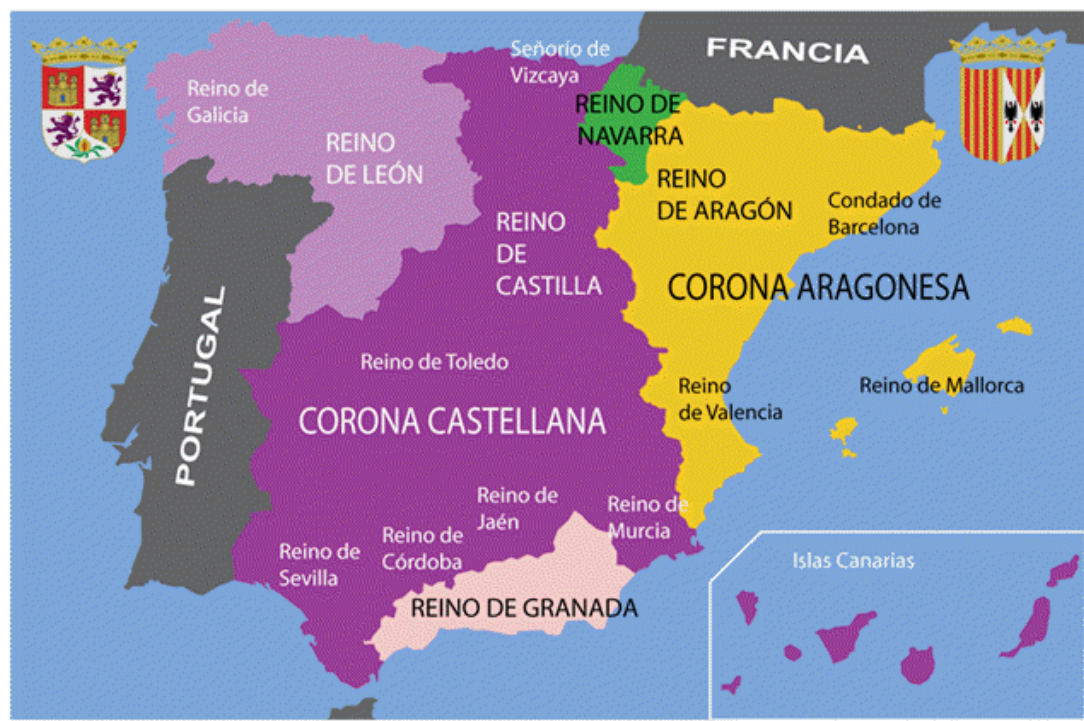 FRANCIA
Señorío de
Vizcaya
Reino de
Galicia
REINO DE
NAVARRA
REINO
DE LEÓN
REINO
DE ARAGÓN
Condado de
Barcelona
REINO
DE
CASTILLA
CORONA ARAGONESA
PORTUGAL
Reino de Toledo
Reino
de Valencia
Reino de Mallorca
CORONA CASTELLANA
Reino de
Jaén
Reino de
Murcia
Reino de
Córdoba
Reino de
Sevilla
Islas Canarias
REINO DE GRANADA